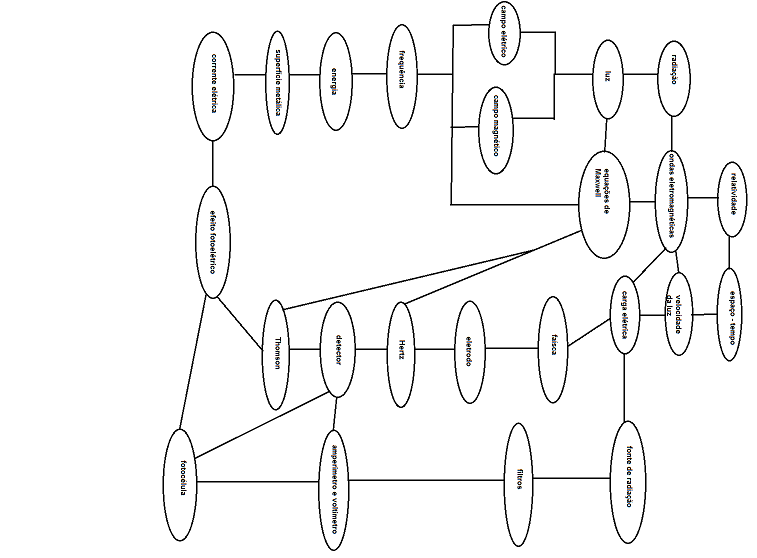 relatividade
espaço - tempo
radiação
ondas eletromagnéticas
velocidade
da luz
carga elétrica
fonte de radiação
luz
equações de
Maxwell
faísca
campo elétrico
campo magnético
filtros
eletrodo
frequência
Hertz
energia
detector
amperímetro e voltímetro
superfície metálica
Thomson
corrente elétrica
efeito fotoelétrico
fotocélula